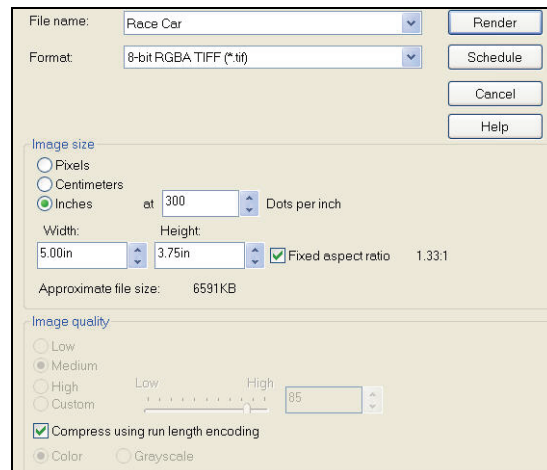 File name: Race Car Render
Format: 8-bit RGBA TIFF (*.tif) Schedule
Cancel
Help
Image size
Pixels
Centimeters
Inches at 300 Dots per inch
Width: Height:
5.00in 3.75in Fixed aspect ratio 1.33:1
Approximate file size: 6591KB
Image quality
Low
Medium
High Low High
Custom 85
Compress using run length encoding
Color Grayscale